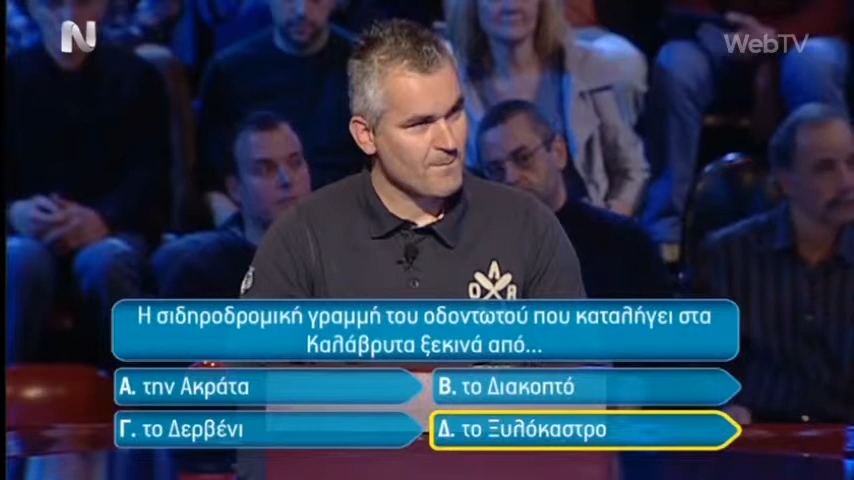 N
WebTV
OAR
Η σιδηροδρομική γραμμή του οδοντωτού που καταλήγει στα
Καλάβρυτα ξεκινά από...
Α. την Ακράτα
Β. το Διακοπτό
Γ. το Δερβένι
Δ. το Ξυλόκαστρο